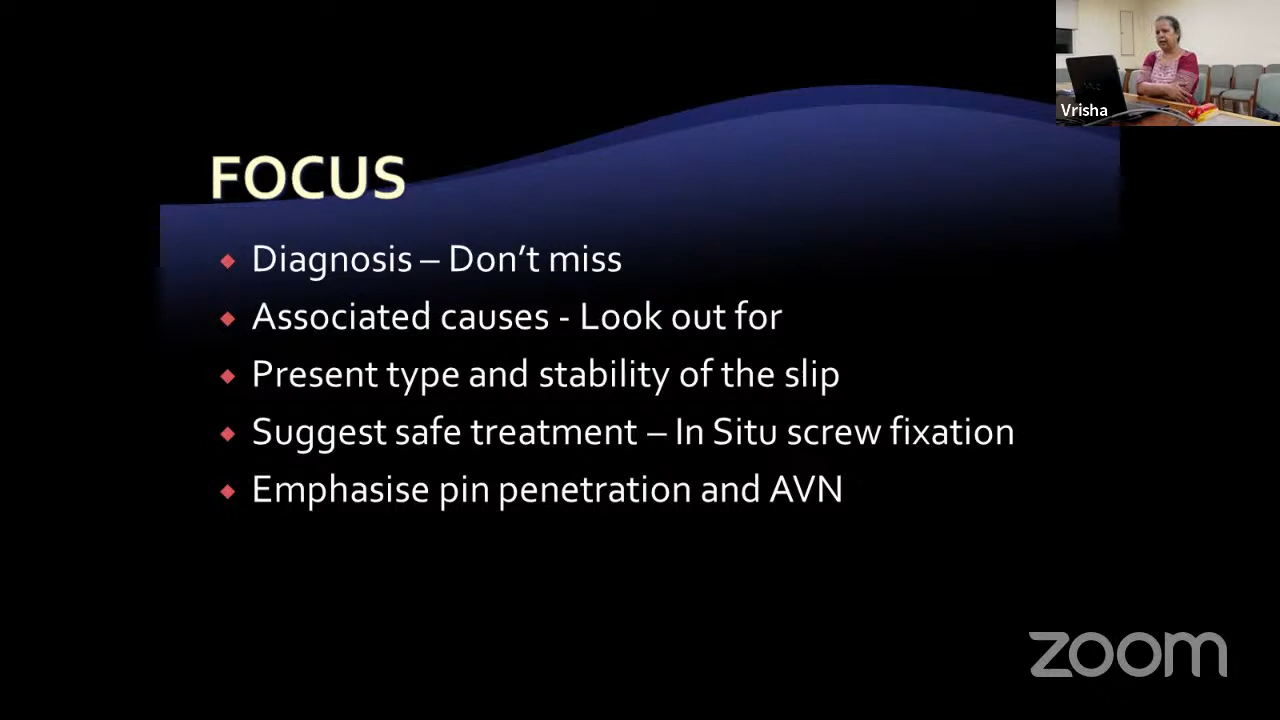 Vrisha
FOCUS
Diagnosis – Don’t miss
Associated causes - Look out for
Present type and stability of the slip
Suggest safe treatment – In Situ screw fixation
Emphasise pin penetration and AVN
zoom